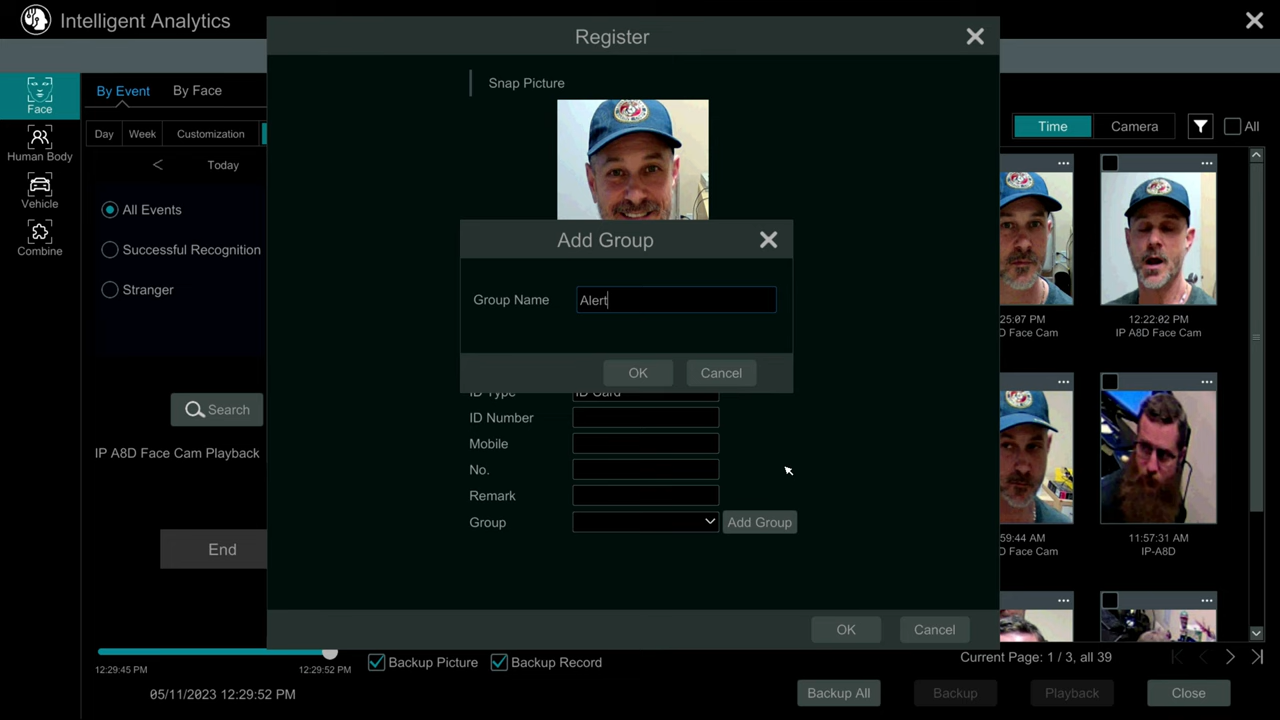 Intelligent Analytics
Register
Snap Picture
Face
Human Body
Vehicle
Combine
By Event
By Face
Day
Week
Customization
<
Today
All Events
Successful Recognition
Stranger
Search
IP A8D Face Cam Playback
End
Add Group
Group Name
Alert
OK
Cancel
ID Number
Mobile
No.
Remark
Group
Add Group
OK
Cancel
Time
Camera
All
25:07 PM
D Face Cam
12:22:02 PM
IP A8D Face Cam
59:44 AM
D Face Cam
11:57:31 AM
IP-A8D
12:29:45 PM
12:29:52 PM
Backup Picture
Backup Record
Current Page: 1 / 3, all 39
05/11/2023 12:29:52 PM
Backup All
Backup
Playback
Close